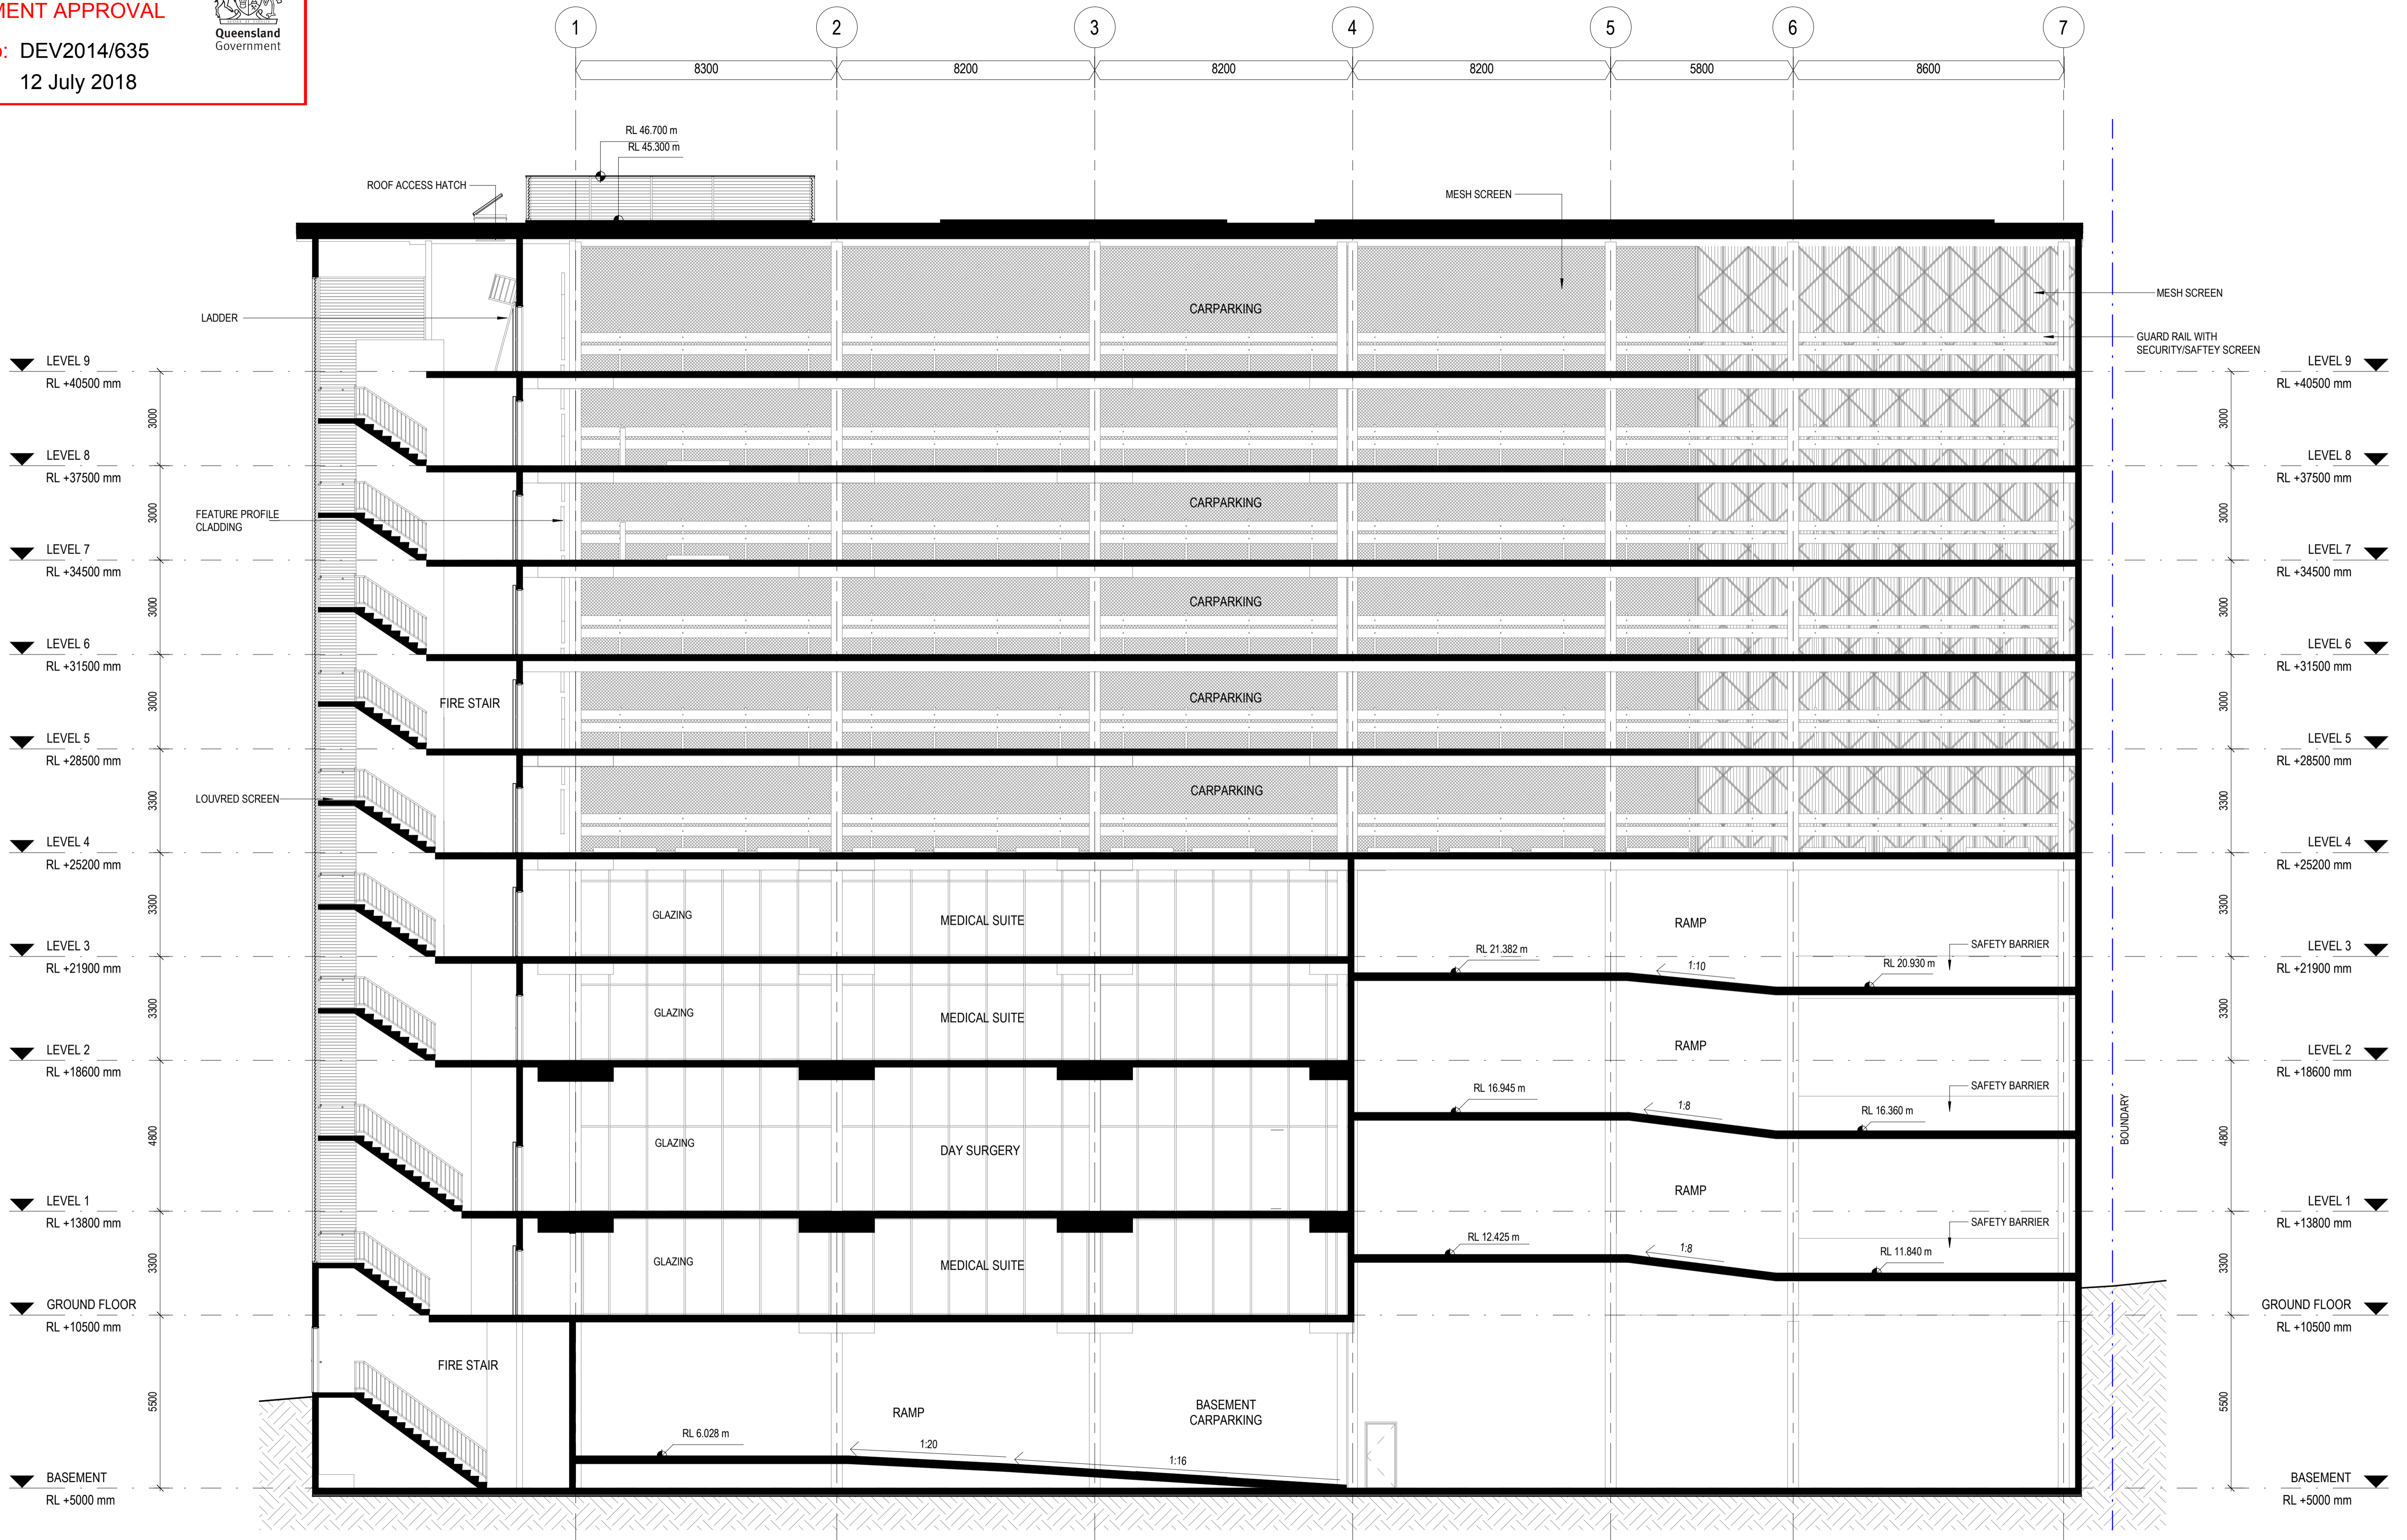 MENT APPROVAL
Queensland
Government
: DEV2014/635
12 July 2018
1
2
3
4
5
6
7
8300
8200
8200
8200
5800
8600
RL 46.700 m
RL 45.300 m
ROOF ACCESS HATCH
MESH SCREEN
CARPARKING
MESH SCREEN
LADDER
GUARD RAIL WITH
SECURITY/SAFTEY SCREEN
LEVEL 9
RL +40500 mm
LEVEL 9
RL +40500 mm
3000
3000
LEVEL 8
RL +37500 mm
LEVEL 8
RL +37500 mm
FEATURE PROFILE
CLADDING
CARPARKING
3000
3000
LEVEL 7
RL +34500 mm
LEVEL 7
RL +34500 mm
CARPARKING
3000
3000
LEVEL 6
RL +31500 mm
LEVEL 6
RL +31500 mm
FIRE STAIR
CARPARKING
3000
3000
LEVEL 5
RL +28500 mm
LEVEL 5
RL +28500 mm
LOUVRED SCREEN
CARPARKING
3300
3300
LEVEL 4
RL +25200 mm
LEVEL 4
RL +25200 mm
3300
GLAZING
MEDICAL SUITE
RAMP
3300
RL 21.382 m
1:10
RL 20.930 m
SAFETY BARRIER
LEVEL 3
RL +21900 mm
LEVEL 3
RL +21900 mm
3300
GLAZING
MEDICAL SUITE
RAMP
3300
LEVEL 2
RL +18600 mm
LEVEL 2
RL +18600 mm
RL 16.945 m
1:8
RL 16.360 m
SAFETY BARRIER
4800
GLAZING
DAY SURGERY
BOUNDARY
4800
RAMP
LEVEL 1
RL +13800 mm
LEVEL 1
RL +13800 mm
RL 12.425 m
1:8
RL 11.840 m
SAFETY BARRIER
3300
GLAZING
MEDICAL SUITE
3300
GROUND FLOOR
RL +10500 mm
GROUND FLOOR
RL +10500 mm
FIRE STAIR
5500
RL 6.028 m
RAMP
1:20
1:16
BASEMENT
CARPARKING
5500
BASEMENT
RL +5000 mm
BASEMENT
RL +5000 mm